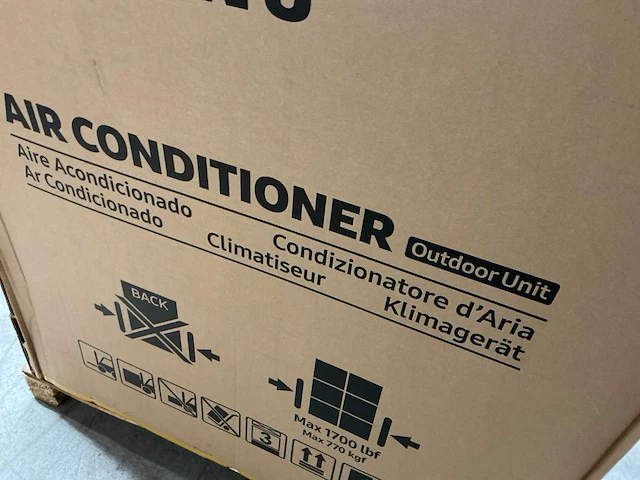 AIR CONDITIONER Outdoor Unit
Aire Acondicionado Condizionatore d'Aria
Ar Condicionado Climatiseur Klimagerät
BACK
Max 1700 lbf
Max 770 kgf
3